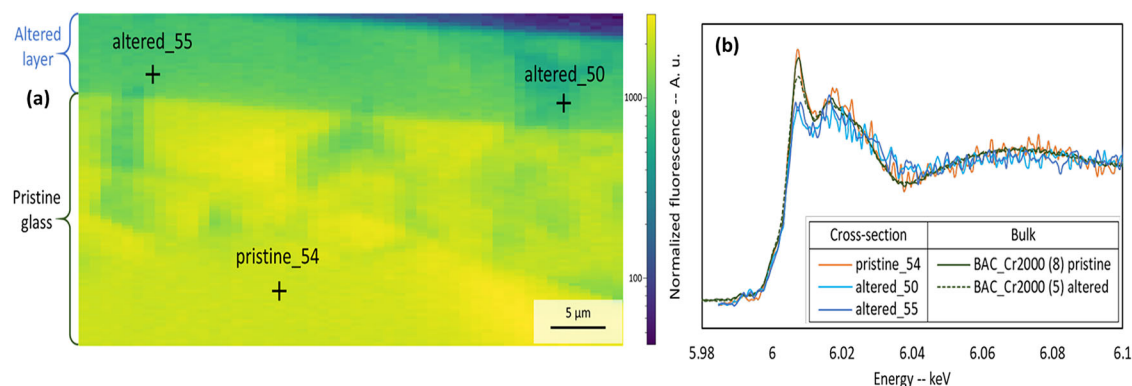 Altered
layer
(a)
Pristine
glass
altered_55
altered_50
pristine_54
5 µm
1000
100
(b)
Normalized fluorescence -- A. u.
Cross-section
Bulk
pristine_54
altered_50
altered_55
BAC_Cr2000 (8) pristine
BAC_Cr2000 (5) altered
5.98
6
6.02
6.04
6.06
6.08
6.1
Energy -- keV